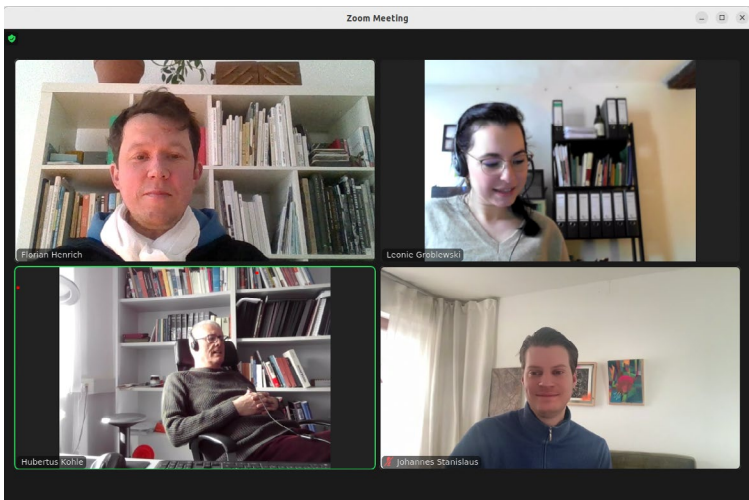 Zoom Meeting
Florian Henrich
Leonie Groblewski
Hubertus Kohle
Johannes Stanislaus